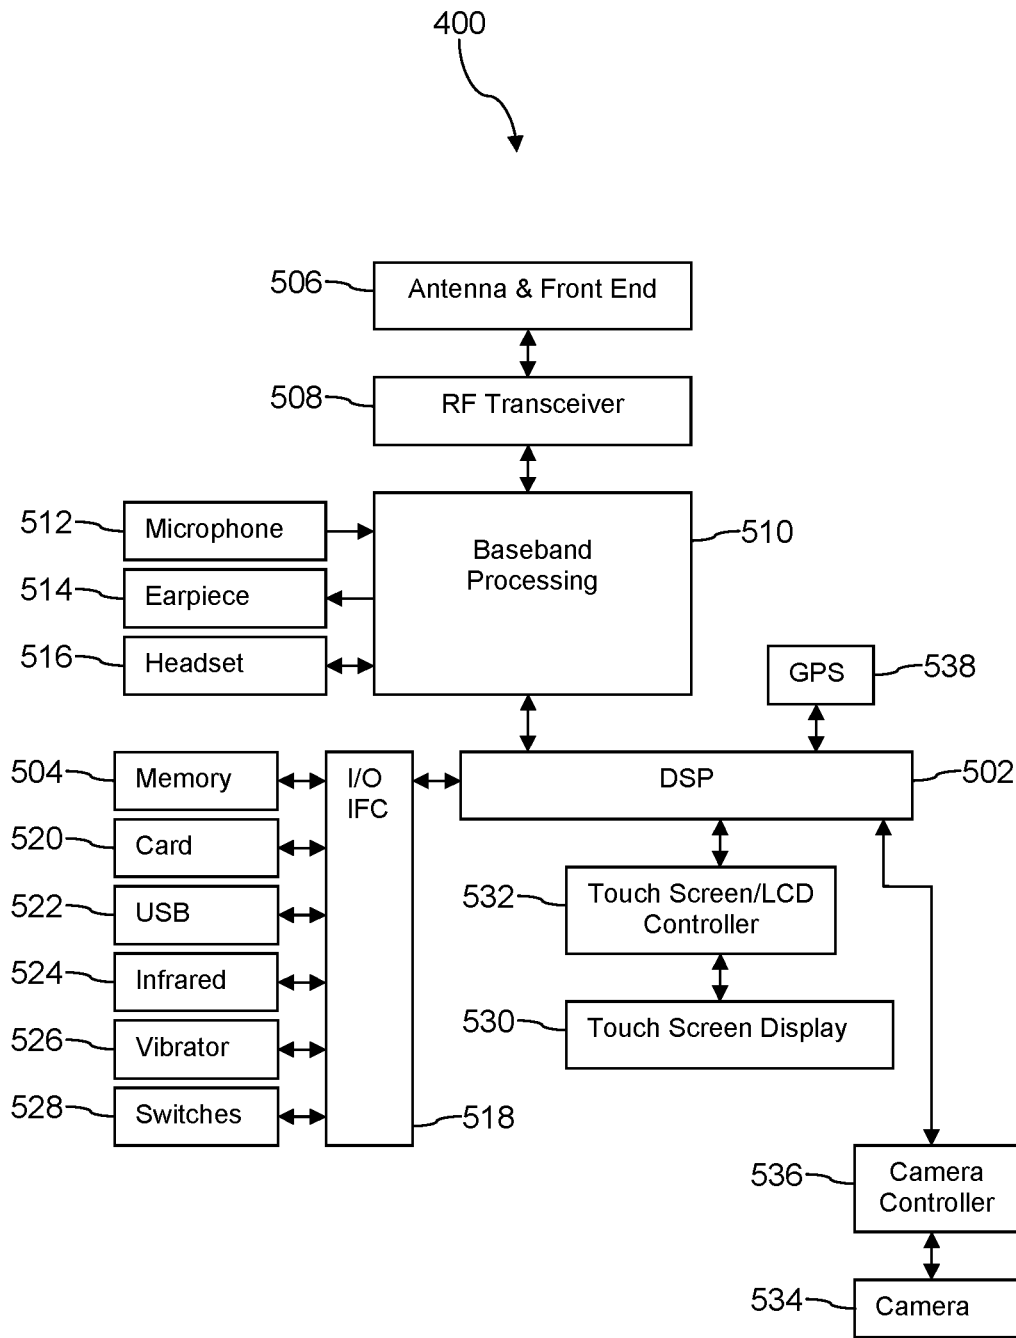 400
506
Antenna & Front End
508
RF Transceiver
512
Microphone
Baseband
Processing
510
514
Earpiece
516
Headset
GPS
538
504
Memory
I/O
IFC
DSP
502
520
Card
532
Touch Screen/LCD
Controller
522
USB
524
Infrared
530
Touch Screen Display
526
Vibrator
528
Switches
518
536
Camera
Controller
534
Camera